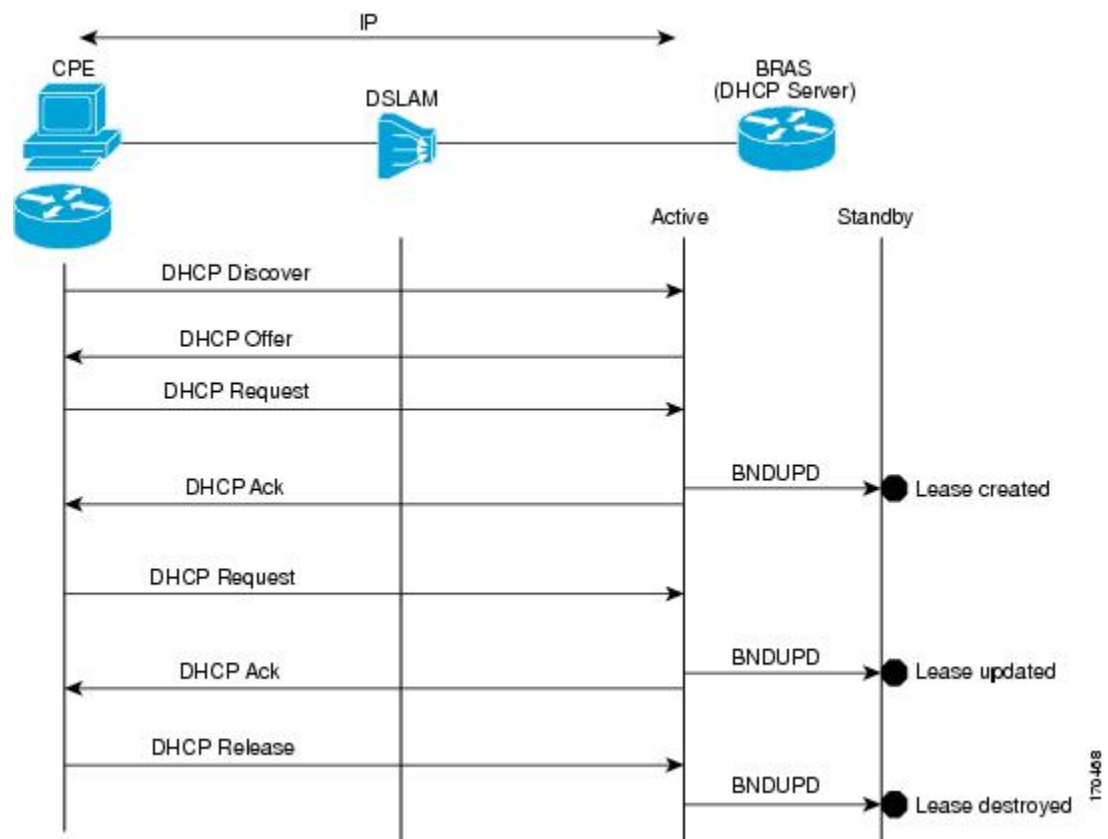 IP
CPE
DSLAM
BRAS
(DHCP Server)
Active
Standby
DHCP Discover
DHCP Offer
DHCP Request
DHCP Ack
BNDUPD
Lease created
DHCP Request
DHCP Ack
BNDUPD
Lease updated
DHCP Release
BNDUPD
Lease destroyed
170468